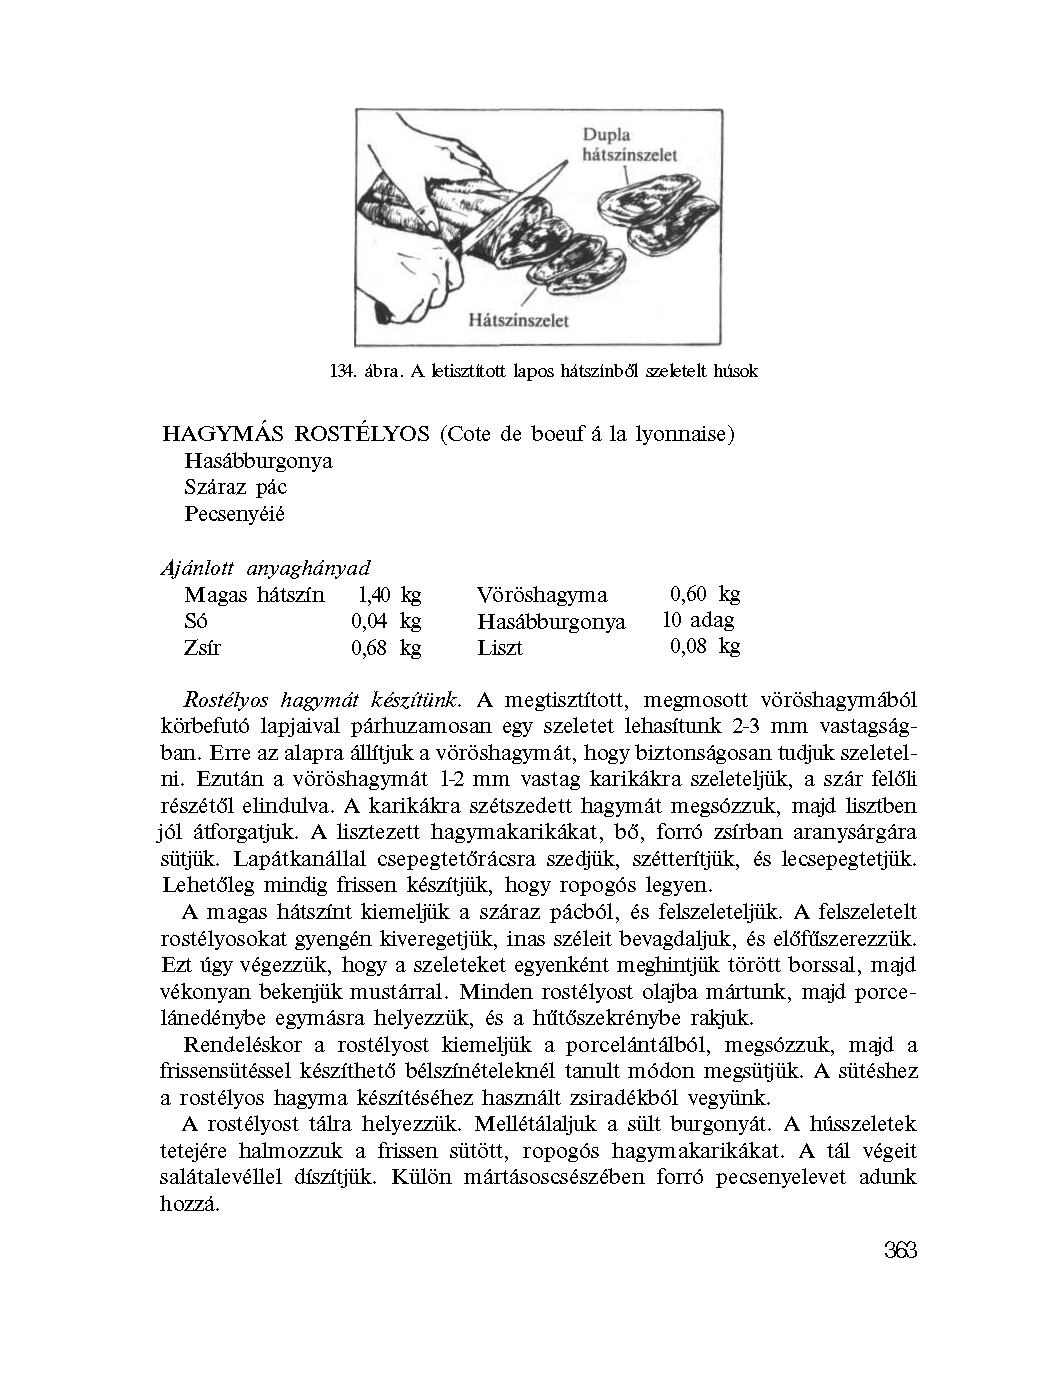 Dupla
hátszínszelet
Hátszínszelet
134. ábra. A letisztított lapos hátszínből szeletelt húsok
HAGYMÁS ROSTÉLYOS (Cote de boeuf á la lyonnaise)
Hasábburgonya
Száraz pác
Pecsenyéié
Ajánlott anyaghányad
Magas hátszín 1,40 kg Vöröshagyma 0,60 kg
Só 0,04 kg Hasábburgonya 10 adag
Zsír 0,68 kg Liszt 0,08 kg
Rostélyos hagymát készítünk. A megtisztított, megmosott vöröshagymából
körbefutó lapjaival párhuzamosan egy szeletet lehasítunk 2-3 mm vastagság-
ban. Erre az alapra állítjuk a vöröshagymát, hogy biztonságosan tudjuk szeletel-
ni. Ezután a vöröshagymát 1-2 mm vastag karikákra szeleteljük, a szár felőli
részétől elindulva. A karikákra szétszedett hagymát megsózzuk, majd lisztben
jól átforgatjuk. A lisztezett hagymakarikákat, bő, forró zsírban aranysárgára
sütjük. Lapátkanállal csepegtetőrácsra szedjük, szétterítjük, és lecsepegtetjük.
Lehetőleg mindig frissen készítjük, hogy ropogós legyen.
A magas hátszínt kiemeljük a száraz pácból, és felszeleteljük. A felszeletelt
rostélyosokat gyengén kiveregetjük, inas széleit bevagdaljuk, és előfűszerezzük.
Ezt úgy végezzük, hogy a szeleteket egyenként meghintjük törött borssal, majd
vékonyan bekenjük mustárral. Minden rostélyost olajba mártunk, majd porce-
lánedénybe egymásra helyezzük, és a hűtőszekrénybe rakjuk.
Rendeléskor a rostélyost kiemeljük a porcelántálból, megsózzuk, majd a
frissensütéssel készíthető bélszínételeknél tanult módon megsütjük. A sütéshez
a rostélyos hagyma készítéséhez használt zsiradékból vegyünk.
A rostélyost tálra helyezzük. Mellétálaljuk a sült burgonyát. A hússzeletek
tetejére halmozzuk a frissen sütött, ropogós hagymakarikákat. A tál végeit
salátalevéllel díszítjük. Külön mártásoscsészében forró pecsenyelevet adunk
hozzá.
363